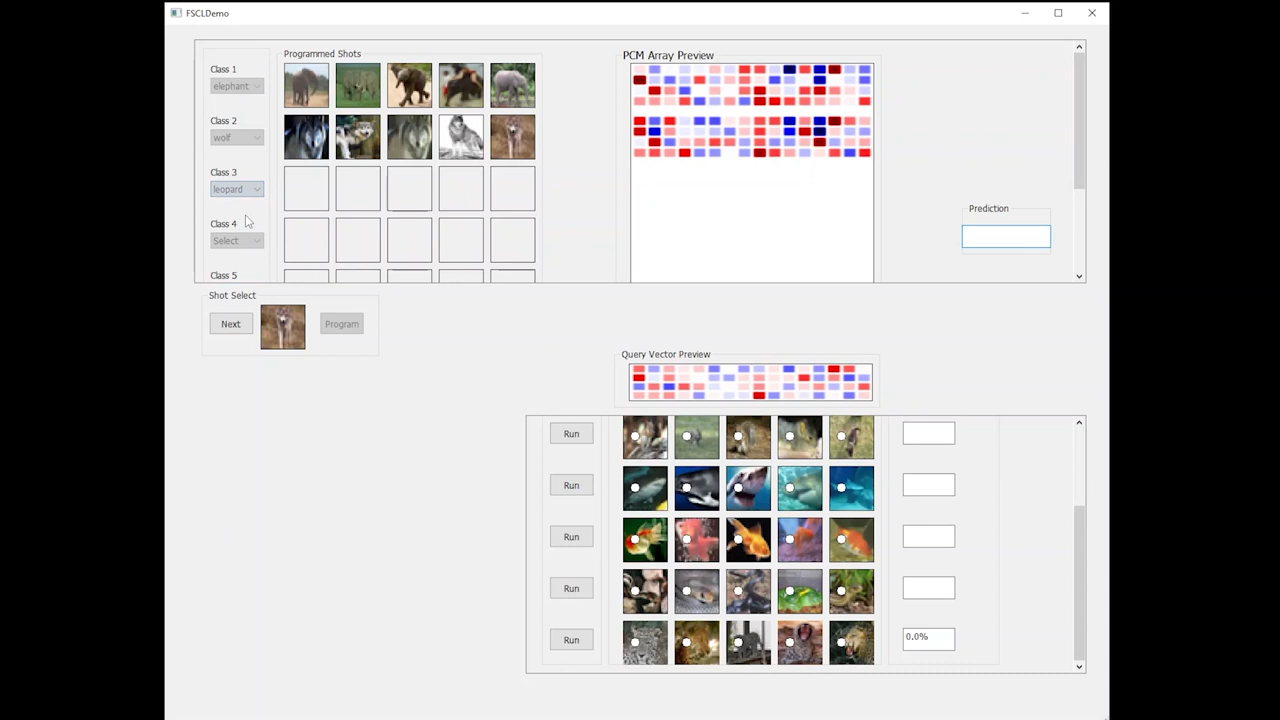 FSCLDemo
Programmed Shots
PCM Array Preview
Class 1
elephant
Class 2
wolf
Class 3
leopard
Class 4
Select
Class 5
Prediction
Shot Select
Next
Program
Query Vector Preview
Run
Run
Run
Run
Run
0.0%